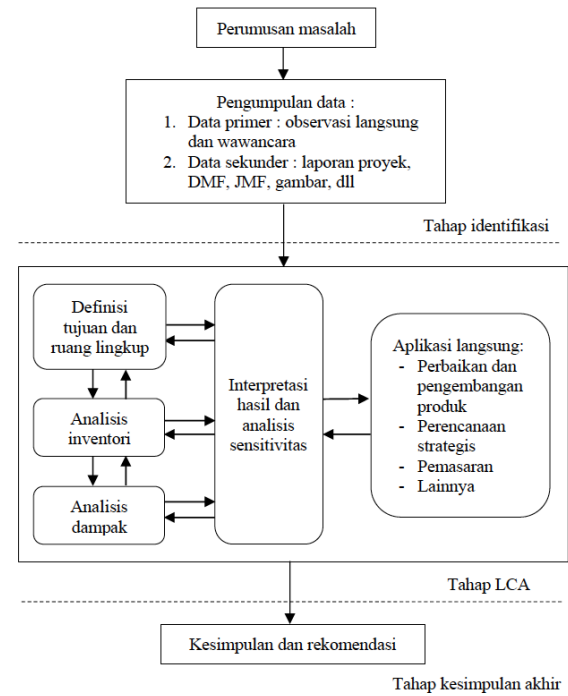 Perumusan masalah
Pengumpulan data :
1. Data primer : observasi langsung
dan wawancara
2. Data sekunder : laporan proyek,
DMF, JMF, gambar, dll
Tahap identifikasi
Definisi
tujuan dan
ruang lingkup
Analisis
inventori
Analisis
dampak
Interpretasi
hasil dan
analisis
sensitivitas
Aplikasi langsung:
- Perbaikan dan
pengembangan
produk
- Perencanaan
strategis
- Pemasaran
- Lainnya
Tahap LCA
Kesimpulan dan rekomendasi
Tahap kesimpulan akhir